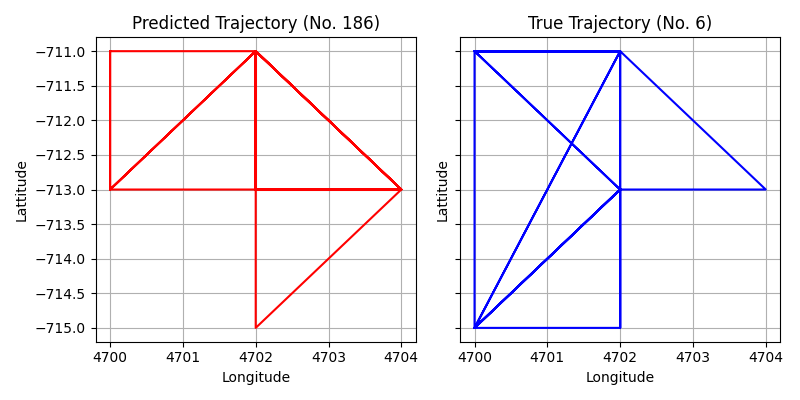 Predicted Trajectory (No. 186)
True Trajectory (No. 6)
−711.0
−711.5
−712.0
−712.5
−713.0
−713.5
−714.0
−714.5
−715.0
Lattitude
Lattitude
4700 4701 4702 4703 4704
4700 4701 4702 4703 4704
Longitude
Longitude